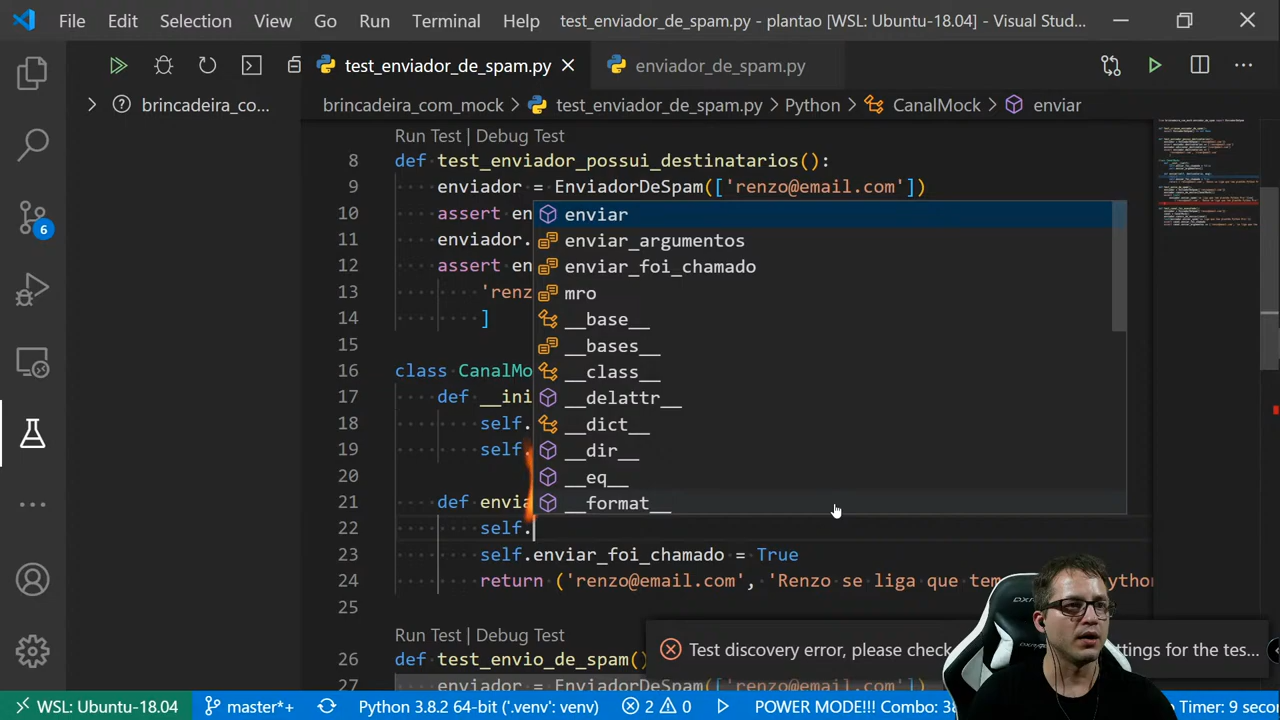 File Edit Selection View Go Run Terminal Help test_enviador_de_spam.py - plantao [WSL: Ubuntu-18.04] - Visual Stud...
test_enviador_de_spam.py
enviador_de_spam.py
brincadeira_co...
brincadeira_com_mock > test_enviador_de_spam.py > Python > CanalMock > enviar
Run Test | Debug Test
8 def test_enviador_possui_destinatarios():
9 enviador = EnviadorDeSpam(['renzo@email.com'])
10 assert en
11 enviador.
12 assert en
13 'renz
14 ]
15
16 class CanalMo
17 def __ini
18 self.
19 self.
20
21 def envia
22 self.
23 self.enviar_foi_chamado = True
24 return ('renzo@email.com', 'Renzo se liga que tem
ython
25
Run Test | Debug Test
26 def test_envio_de_spam()
27 enviador = EnviadorDeSpam(['renzo@email.com'])
enviar
enviar_argumentos
enviar_foi_chamado
mro
__base__
__bases__
__class__
__delattr__
__dict__
__dir__
__eq__
__format__
6
Test discovery error, please check
ttings for the tes...
DXRACER
WSL: Ubuntu-18.04 master*+ Python 3.8.2 64-bit ('.venv': venv) 2 0 POWER MODE!!! Combo: 38
Timer: 9 secor